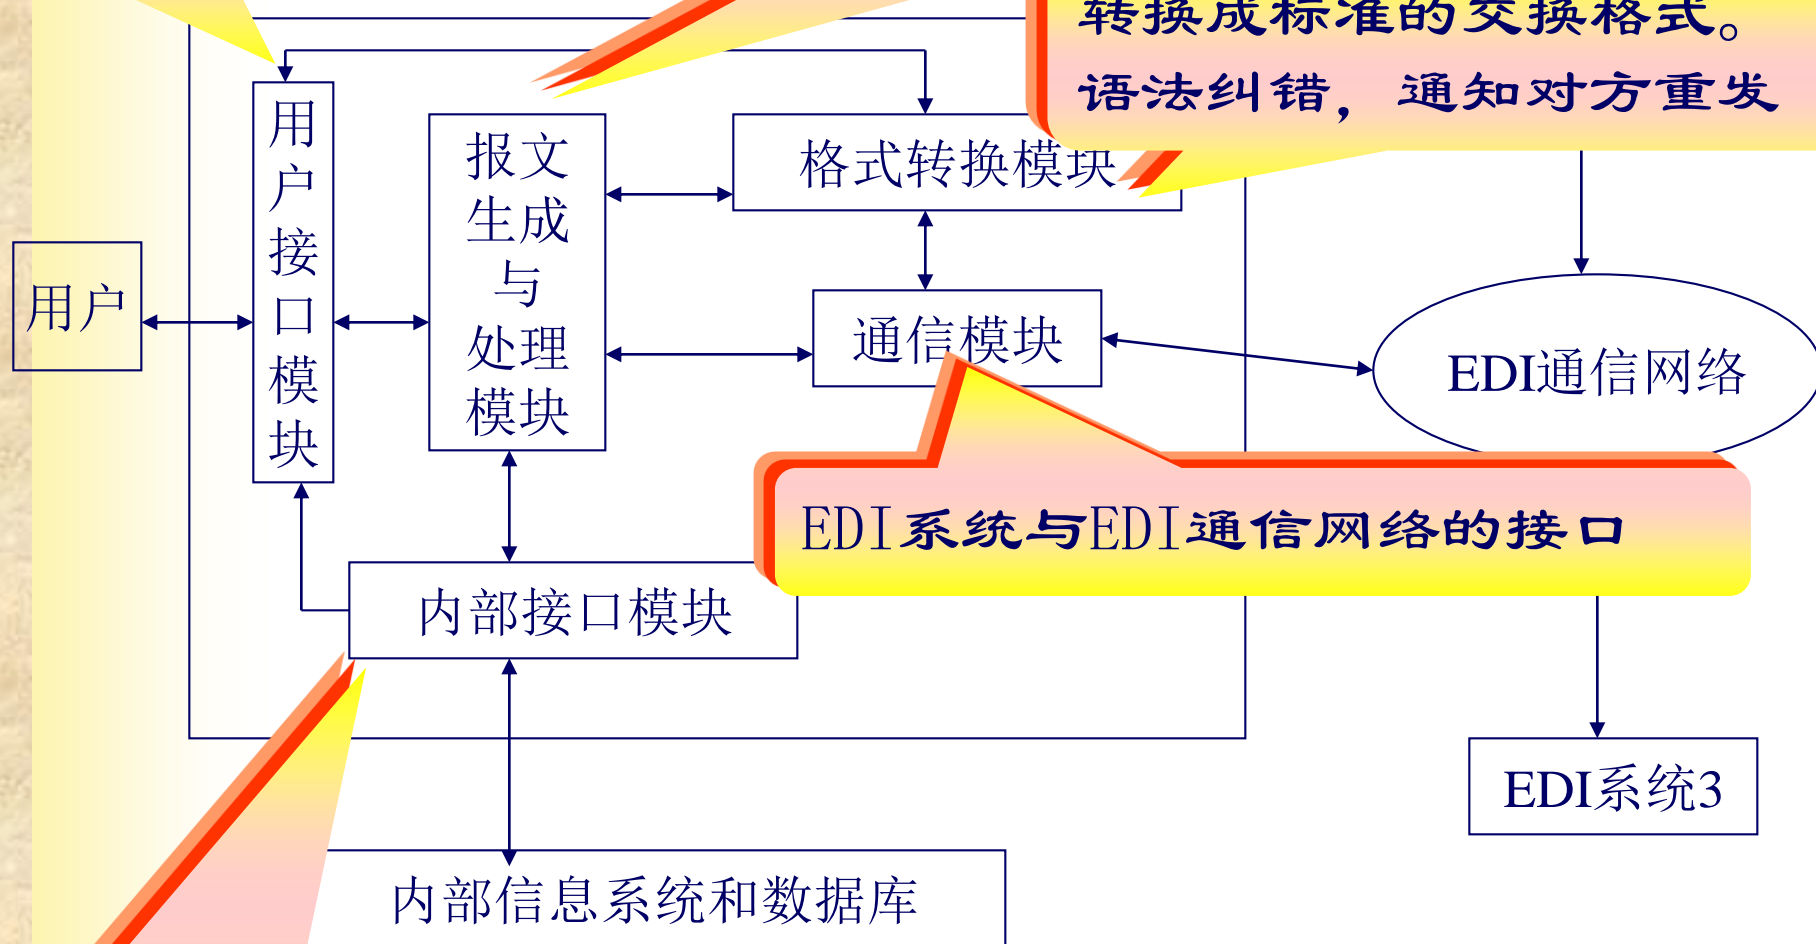 转换成标准的交换格式。
语法纠错，通知对方重发
用户接口模块
报文
生成
与
处理
模块
格式转换模块
用户
通信模块
EDI通信网络
EDI系统与EDI通信网络的接口
内部接口模块
EDI系统3
内部信息系统和数据库